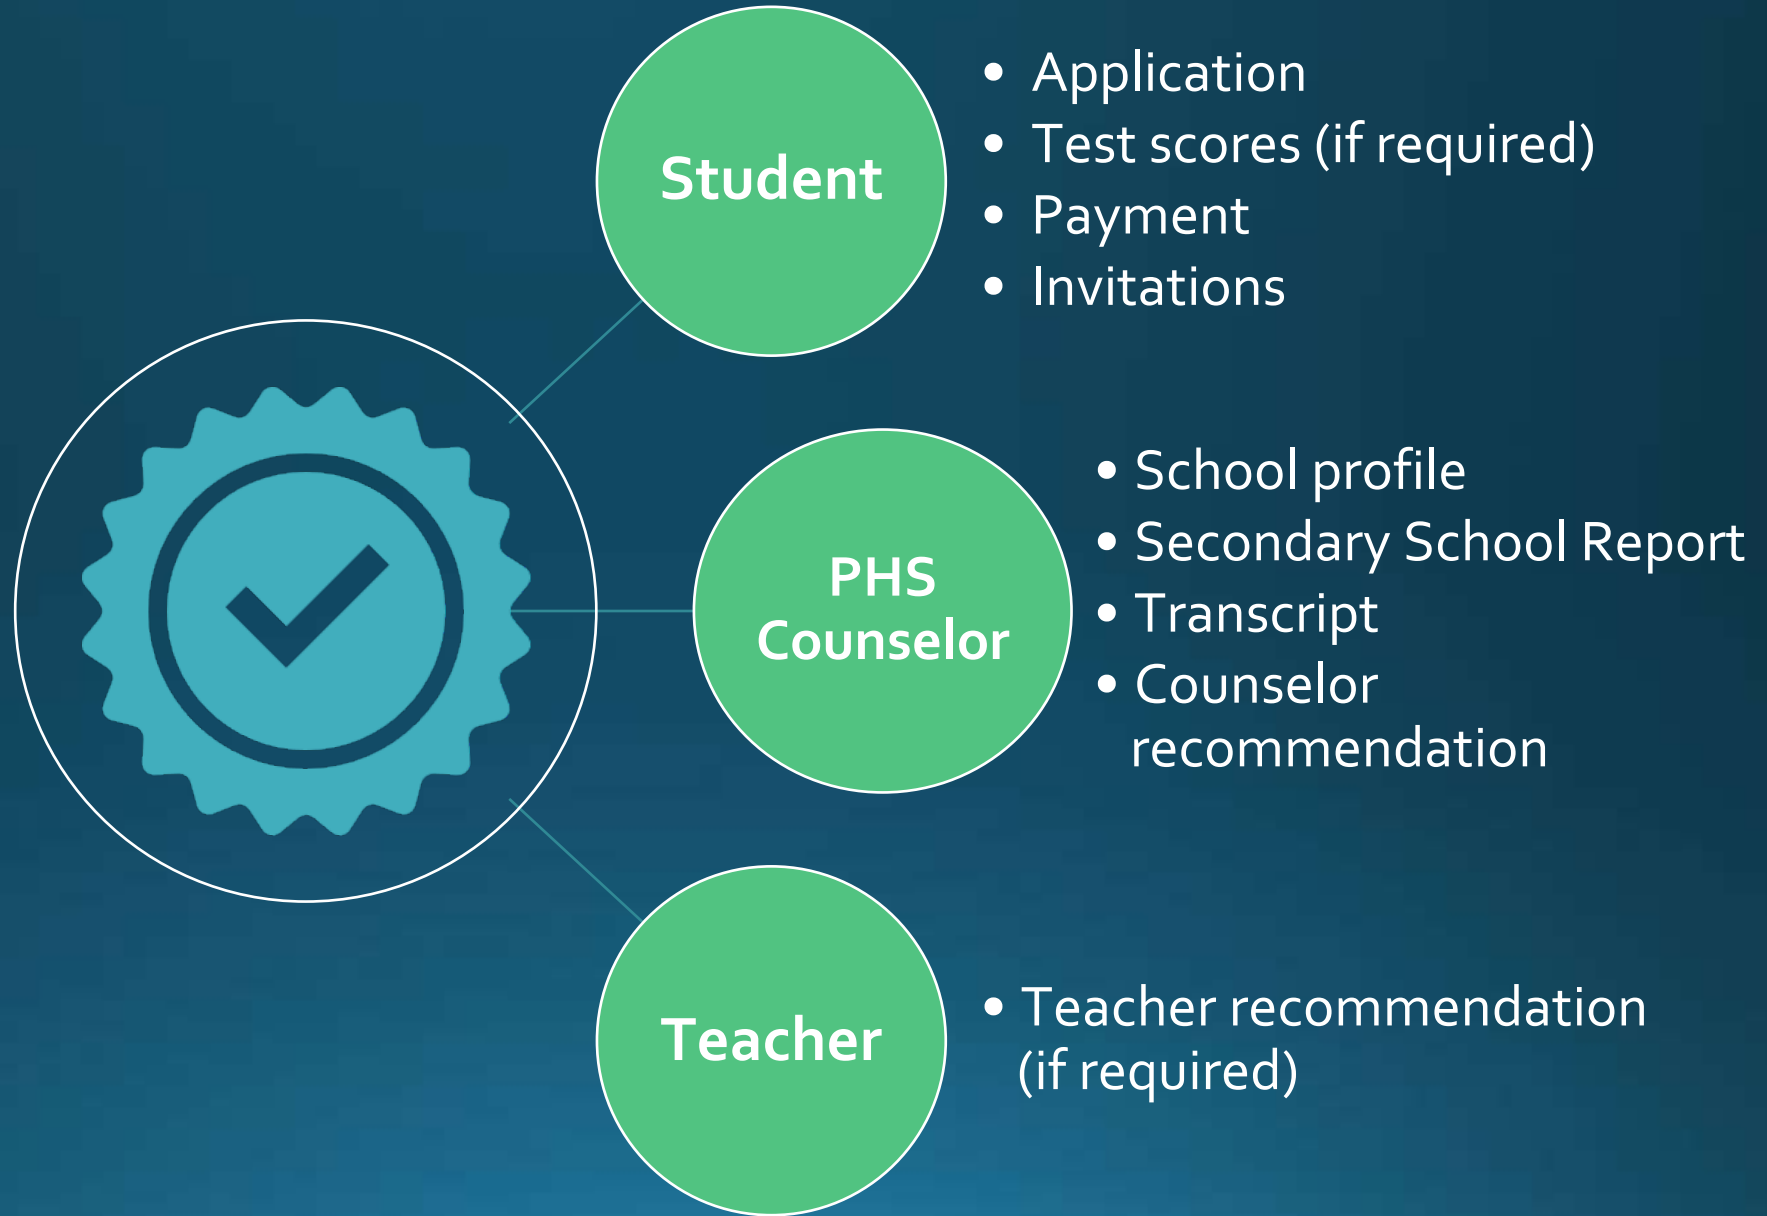 Student
• Application
• Test scores (if required)
• Payment
• Invitations
PHS
Counselor
• School profile
• Secondary School Report
• Transcript
• Counselor
recommendation
Teacher
• Teacher recommendation
(if required)